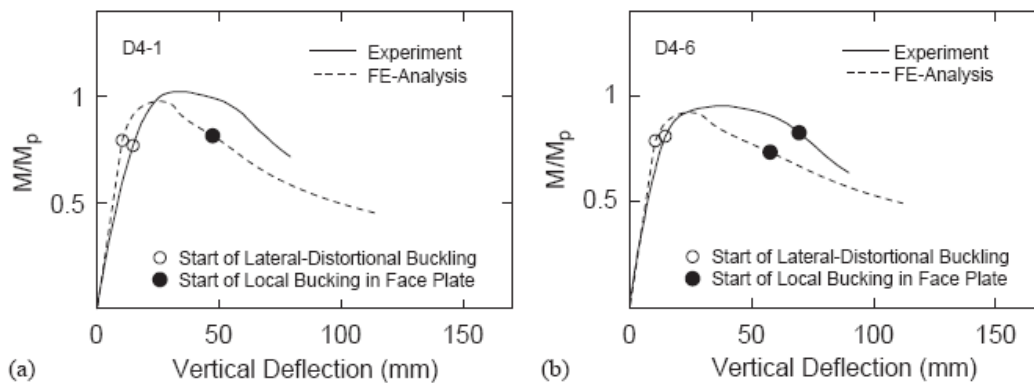 D4-1
Experiment
FE-Analysis
1
0.5
M/Mp
Start of Lateral-Distortional Buckling
Start of Local Bucking in Face Plate
0 50 100 150
(a) Vertical Deflection (mm)
D4-6
Experiment
FE-Analysis
1
0.5
M/Mp
Start of Lateral-Distortional Buckling
Start of Local Bucking in Face Plate
0 50 100 150
(b) Vertical Deflection (mm)